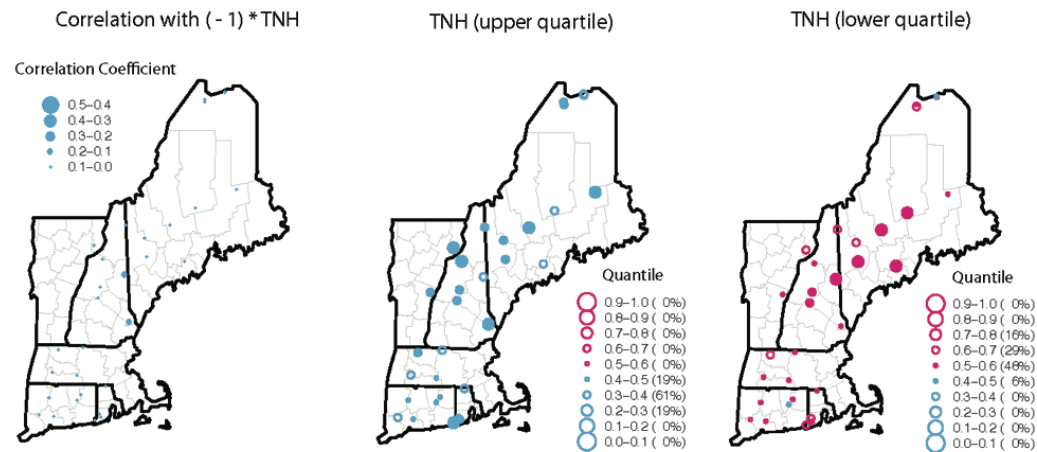 Correlation with ( - 1) * TNH
TNH (upper quartile)
TNH (lower quartile)
Correlation Coefficient
0.5–0.4
0.4–0.3
0.3–0.2
0.2–0.1
0.1–0.0
Quantile
0.9–1.0 ( 0%)
0.8–0.9 ( 0%)
0.7–0.8 ( 0%)
0.6–0.7 ( 0%)
0.5–0.6 ( 0%)
0.4–0.5 (19%)
0.3–0.4 (61%)
0.2–0.3 (19%)
0.1–0.2 ( 0%)
0.0–0.1 ( 0%)
Quantile
0.9–1.0 ( 0%)
0.8–0.9 ( 0%)
0.7–0.8 (16%)
0.6–0.7 (29%)
0.5–0.6 (48%)
0.4–0.5 ( 6%)
0.3–0.4 ( 0%)
0.2–0.3 ( 0%)
0.1–0.2 ( 0%)
0.0–0.1 ( 0%)